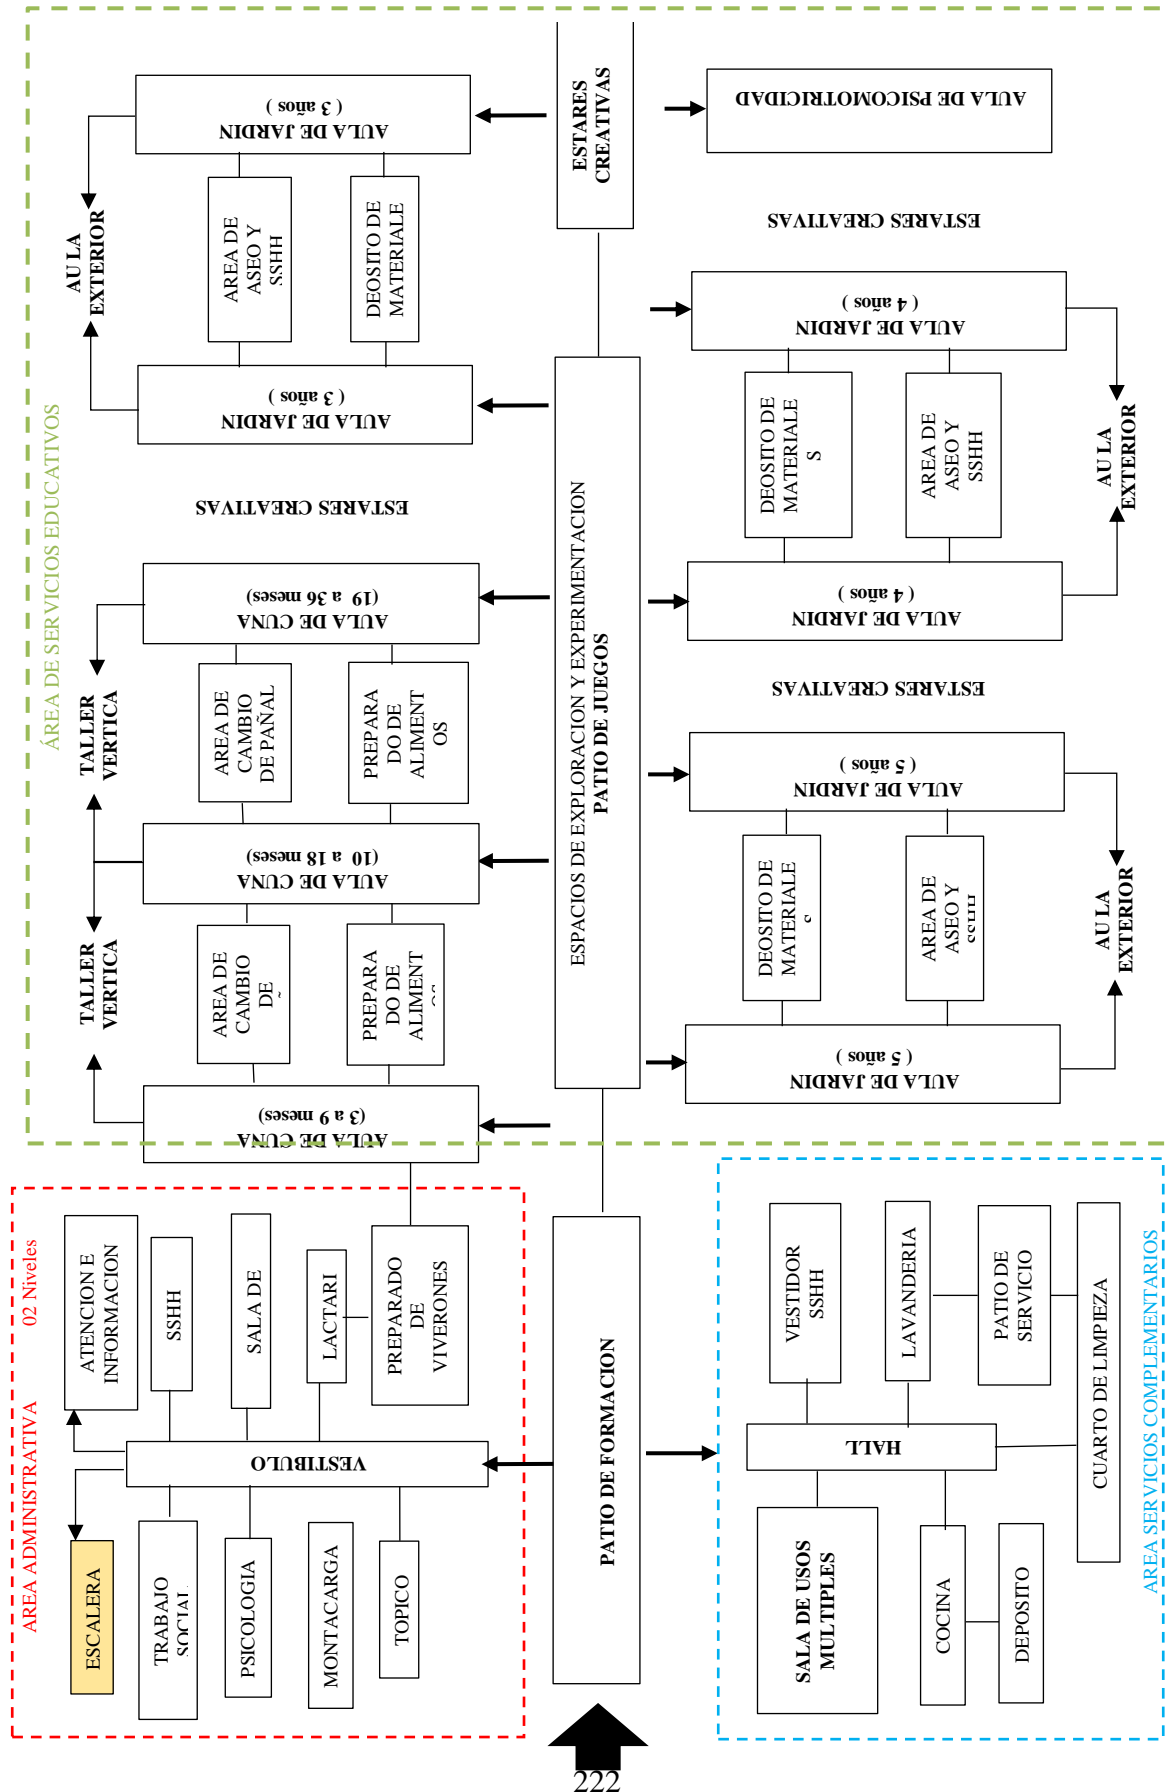 ÁREA DE SERVICIOS EDUCATIVOS
AREA ADMINISTRATIVA
02 Niveles
ESCALERA
ATENCION E
INFORMACION
TRABAJO
SOCIAL
SSHH
PSICOLOGIA
SALA DE
MONTACARGA
LACTARI
TOPICO
PREPARADO
DE
VIVERONES
VESTIBULO
PATIO DE FORMACION
TALLER
VERTICA
TALLER
VERTICA
AULA DE CUNA
(3 a 9 meses)
AREA DE
CAMBIO
DE
PREPARA
DO DE
ALIMENT
OS
AULA DE CUNA
(10 a 18 meses)
AREA DE
CAMBIO
DE PAÑAL
PREPARA
DO DE
ALIMENT
OS
AULA DE CUNA
(19 a 36 meses)
ESTARES CREATIVAS
AU LA
EXTERIOR
AULA DE JARDIN
( 3 años )
AREA DE
ASEO Y
SSHH
DEOSITO DE
MATERIALE
AULA DE JARDIN
( 3 años )
ESPACIOS DE EXPLORACION Y EXPERIMENTACION
PATIO DE JUEGOS
ESTARES
CREATIVAS
SALA DE USOS
MULTIPLES
VESTIDOR
SSHH
HALL
LAVANDERIA
COCINA
DEPOSITO
PATIO DE
SERVICIO
CUARTO DE LIMPIEZA
AREA SERVICIOS COMPLEMENTARIOS
AULA DE JARDIN
( 5 años )
DEOSITO DE
MATERIALE
S
AREA DE
ASEO Y
SSHH
AULA DE JARDIN
( 5 años )
AU LA
EXTERIOR
ESTARES CREATIVAS
AULA DE JARDIN
( 4 años )
DEOSITO DE
MATERIALE
S
AREA DE
ASEO Y
SSHH
AULA DE JARDIN
( 4 años )
AU LA
EXTERIOR
ESTARES CREATIVAS
AULA DE PSICOMOTRICIDAD
222